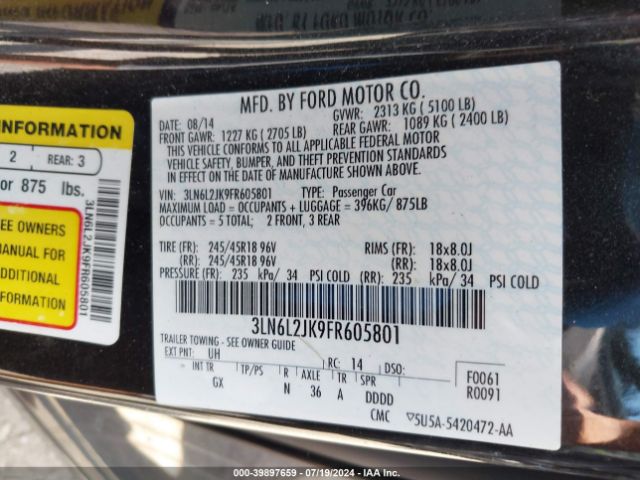 MFD. BY FORD MOTOR CO.
DATE: 08/14
GVWR: 2313 KG ( 5100 LB)
FRONT GAWR: 1227 KG ( 2705 LB)
REAR GAWR: 1089 KG ( 2400 LB)
THIS VEHICLE CONFORMS TO ALL APPLICABLE FEDERAL MOTOR
VEHICLE SAFETY, BUMPER, AND THEFT PREVENTION STANDARDS
IN EFFECT ON THE DATE OF MANUFACTURE SHOWN ABOVE.
VIN: 3LN6L2JK9FR605801
TYPE: Passenger Car
MAXIMUM LOAD = OCCUPANTS + LUGGAGE = 396KG/ 875LB
OCCUPANTS = 5 TOTAL; 2 FRONT, 3 REAR
TIRE (FR): 245/45R18 96V
RIMS (FR): 18x8.0J
(RR): 245/45R18 96V
(RR): 18x8.0J
PRESSURE (FR): 235 kPa/ 34 PSI COLD (RR): 235 kPa/ 34 PSI COLD
3LN6L2JK9FR605801
TRAILER TOWING - SEE OWNER GUIDE
EXT PNT: UH
RC: 14 DSO:
INT TR TP/PS R AXLE TR SPR
GX N 36 A DDDD
F0061
R0091
CMC
5U5A-5420472-AA
INFORMATION
2
REAR: 3
or 875 lbs.
EE OWNERS
MANUAL FOR
ADDITIONAL
3LN6L2JK9FR605801
000-39897659 - 07/19/2024 - IAA Inc.